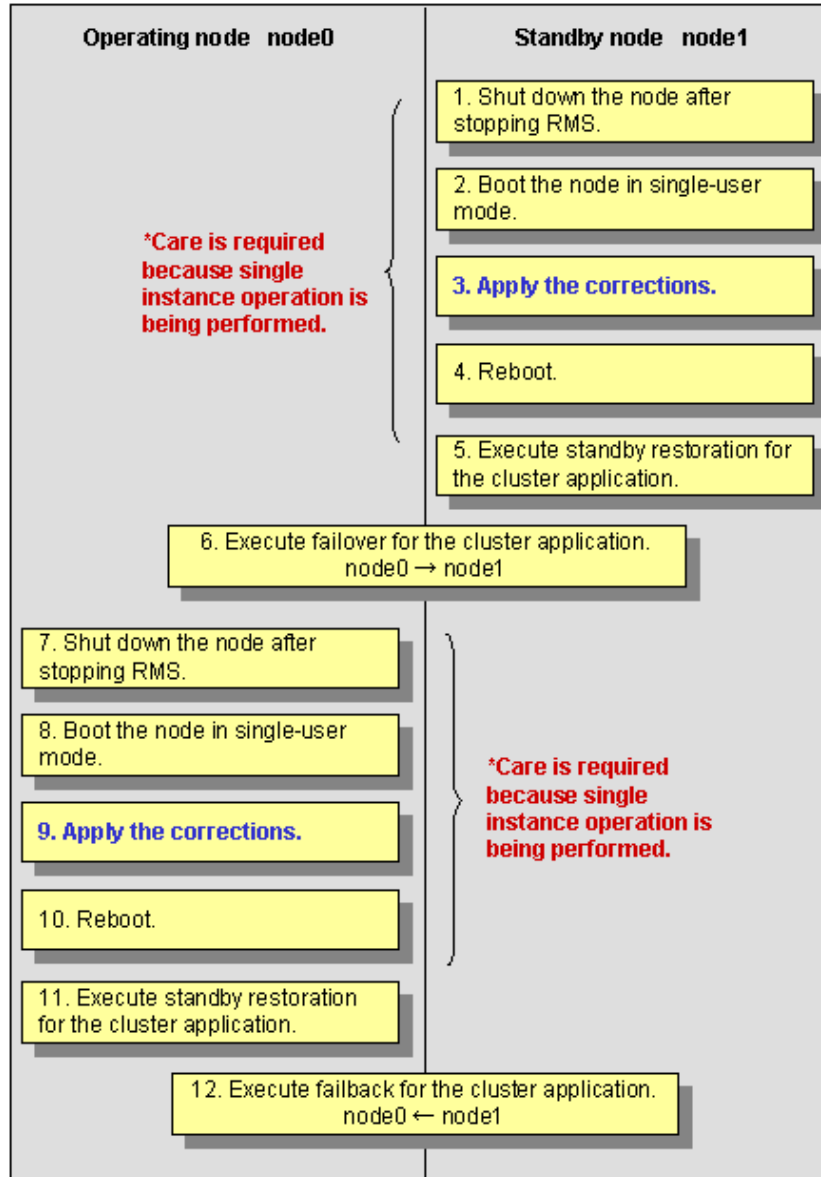 Operating node node0
Standby node node1
1. Shut down the node after
stopping RMS.
2. Boot the node in single-user
mode.
*Care is required
because single
instance operation is
being performed.
3. Apply the corrections.
4. Reboot.
5. Execute standby restoration for
the cluster application.
6. Execute failover for the cluster application.
node0 → node1
7. Shut down the node after
stopping RMS.
8. Boot the node in single-user
mode.
*Care is required
because single
instance operation is
being performed.
9. Apply the corrections.
10. Reboot.
11. Execute standby restoration
for the cluster application.
12. Execute failback for the cluster application.
node0 ← node1